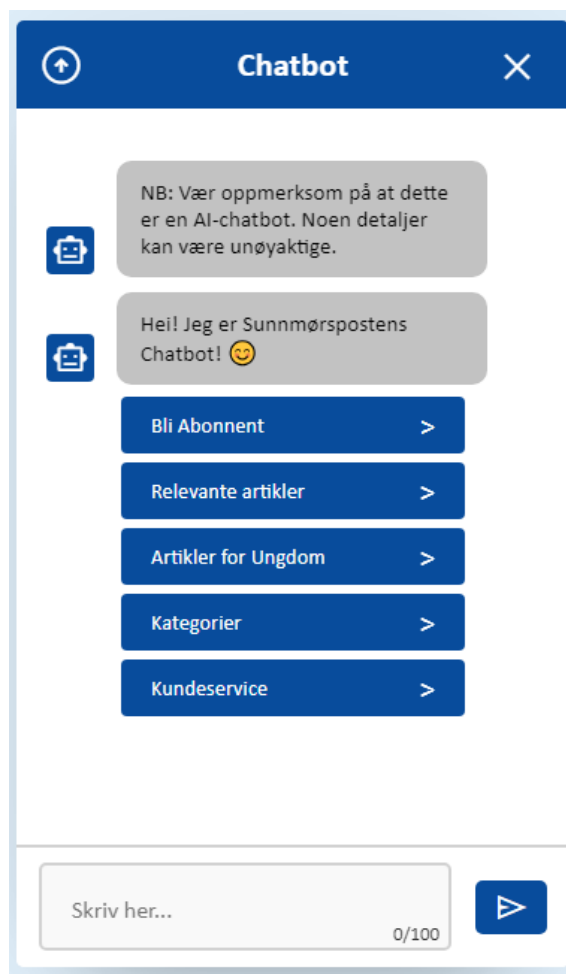 Chatbot
NB: Vær oppmerksom på at dette
er en AI-chatbot. Noen detaljer
kan være unøyaktige.
Hei! Jeg er Sunnmørspostens
Chatbot! 😊
Bli Abonnent >
Relevante artikler >
Artikler for Ungdom >
Kategorier >
Kundeservice >
Skriv her...
0/100